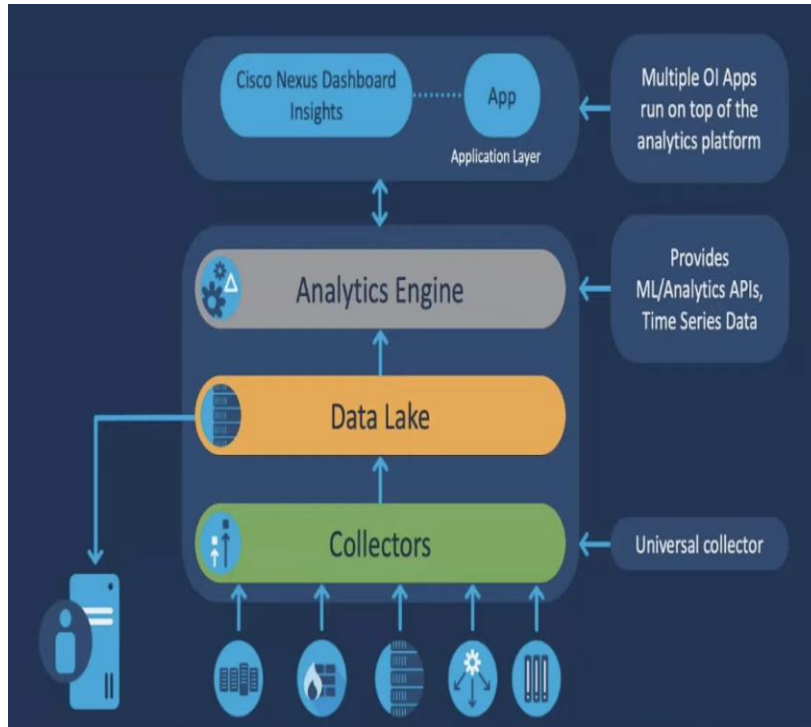 Cisco Nexus Dashboard
Insights
App
Application Layer
Multiple OI Apps
run on top of the
analytics platform
Analytics Engine
Provides
ML/Analytics APIs,
Time Series Data
Data Lake
Collectors
Universal collector